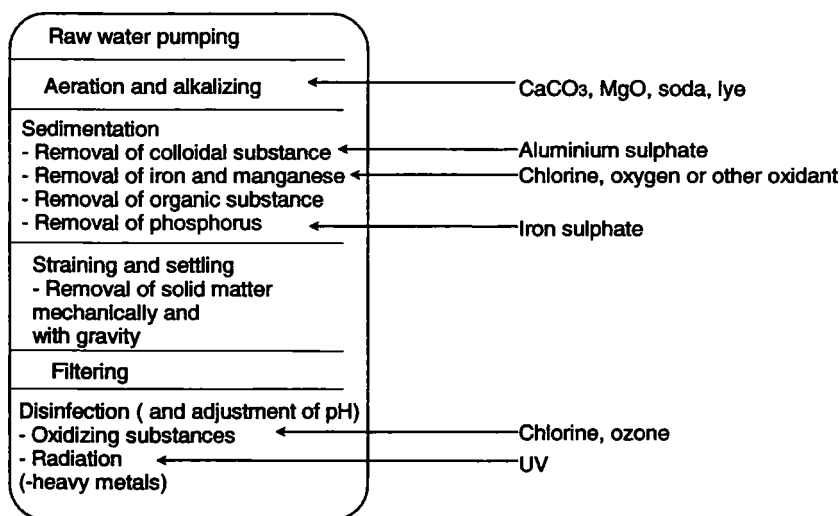 Raw water pumping
Aeration and alkalizing
CaCO₃, MgO, soda, lye
Sedimentation
- Removal of colloidal substance
Aluminium sulphate
- Removal of iron and manganese
Chlorine, oxygen or other oxidant
- Removal of organic substance
- Removal of phosphorus
Iron sulphate
Straining and settling
- Removal of solid matter
mechanically and
with gravity
Filtering
Disinfection ( and adjustment of pH)
- Oxidizing substances
Chlorine, ozone
- Radiation
UV
(-heavy metals)